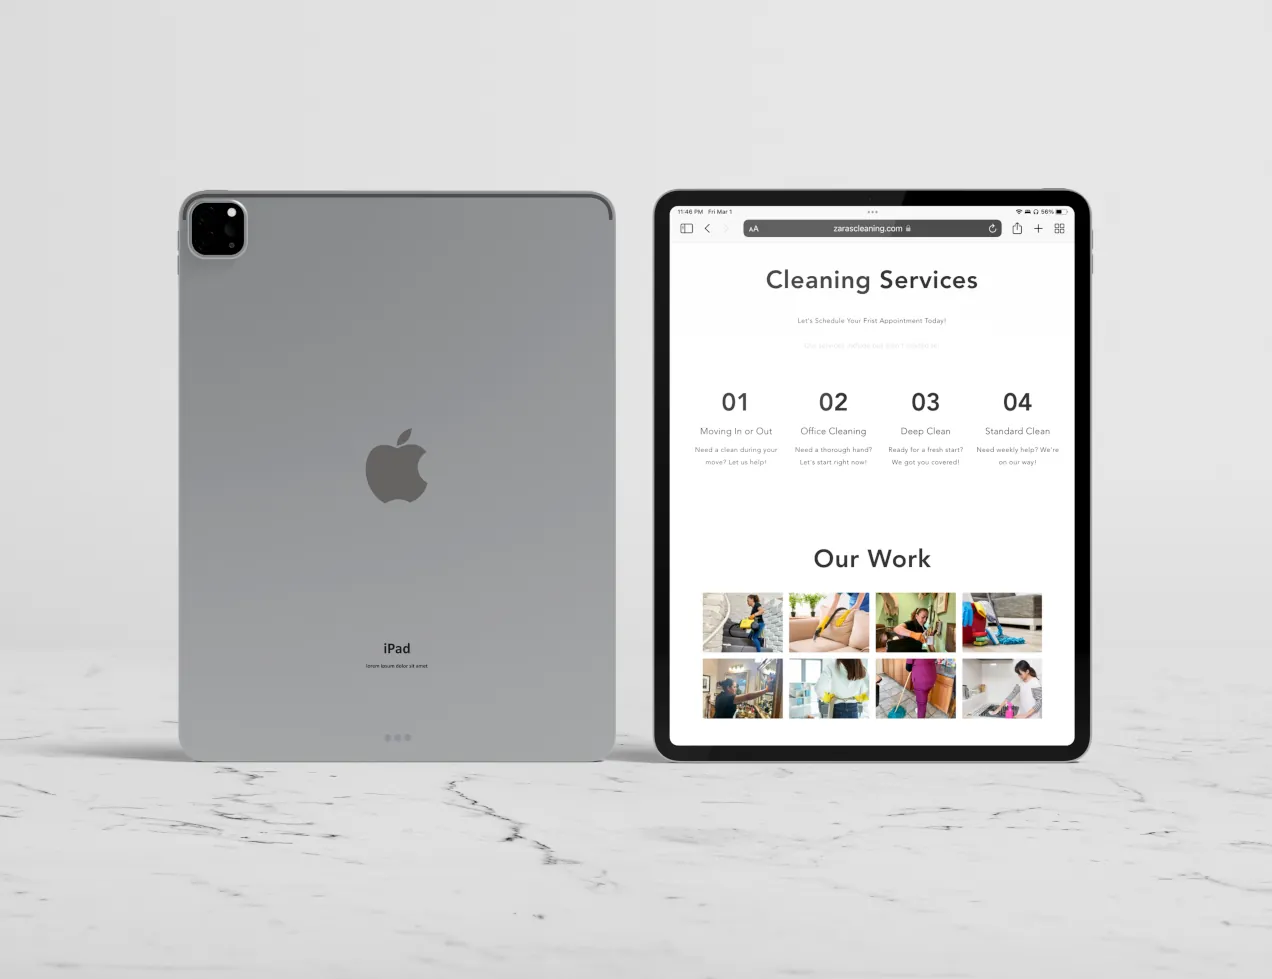 iPad
lorem ipsum dolor sit amet
11:46 PM Fri Mar 1
56%
AA
zarascleaning.com
Cleaning Services
Let's Schedule Your Frist Appointment Today!
01
02
03
04
Moving In or Out
Office Cleaning
Deep Clean
Standard Clean
Need a clean during your
move? Let us help!
Need a thorough hand?
Let's start right now!
Ready for a fresh start?
We got you covered!
Need weekly help? We're
on our way!
Our Work